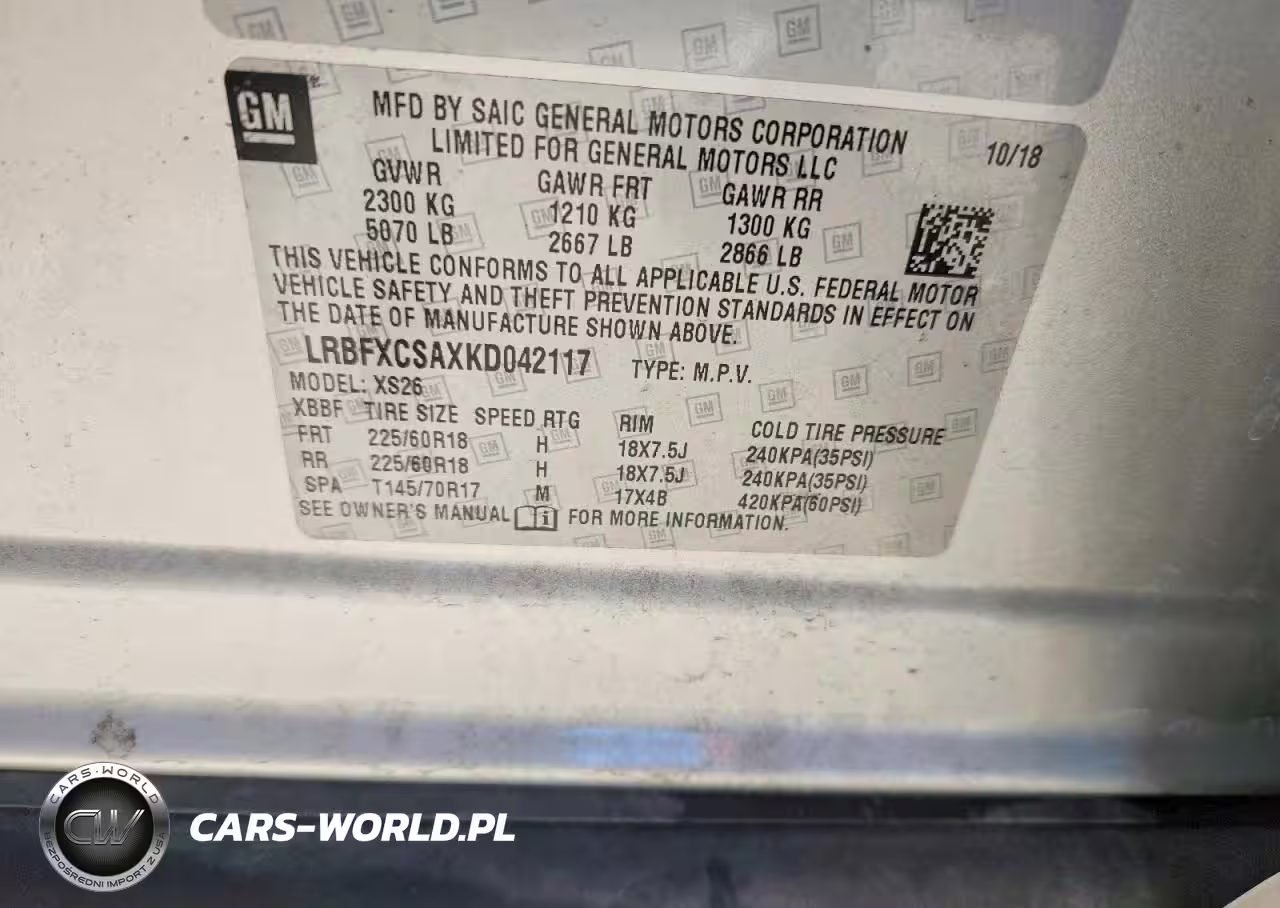 GM
MFD BY SAIC GENERAL MOTORS CORPORATION
LIMITED FOR GENERAL MOTORS LLC
10/18
GVWR GAWR FRT GAWR RR
2300 KG 1210 KG 1300 KG
5070 LB 2667 LB 2866 LB
THIS VEHICLE CONFORMS TO ALL APPLICABLE U.S. FEDERAL MOTOR
VEHICLE SAFETY AND THEFT PREVENTION STANDARDS IN EFFECT ON
THE DATE OF MANUFACTURE SHOWN ABOVE.
LRBFXCSAXKD042117 TYPE: M.P.V.
MODEL: XS26
XBBF TIRE SIZE SPEED RTG RIM COLD TIRE PRESSURE
FRT 225/60R18 H 18X7.5J 240KPA(35PSI)
RR 225/60R18 H 18X7.5J 240KPA(35PSI)
SPA T145/70R17 M 17X4B 420KPA(60PSI)
SEE OWNER'S MANUAL FOR MORE INFORMATION.
CARS-WORLD
CW
BEZPOŚREDNI IMPORT Z USA
CARS-WORLD.PL